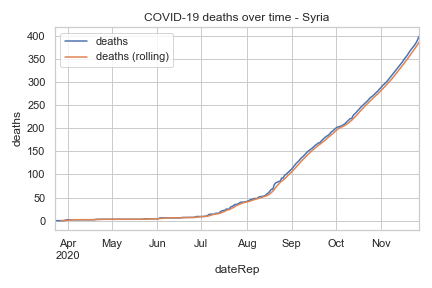 COVID-19 deaths over time - Syria
deaths
deaths (rolling)
400
350
300
250
200
150
100
50
0
deaths
Apr May Jun Jul Aug Sep Oct Nov
2020
dateRep